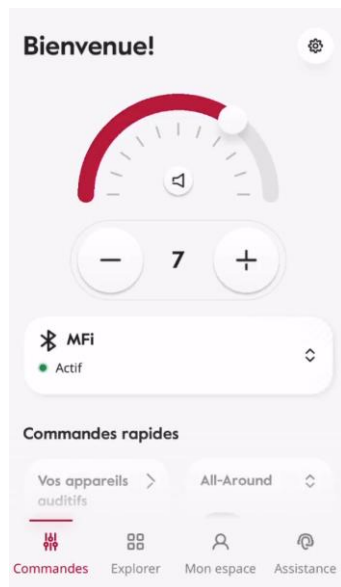 Bienvenue!
7
MFi
Actif
Commandes rapides
Vos appareils
auditifs
All-Around
Commandes
Explorer
Mon espace
Assistance